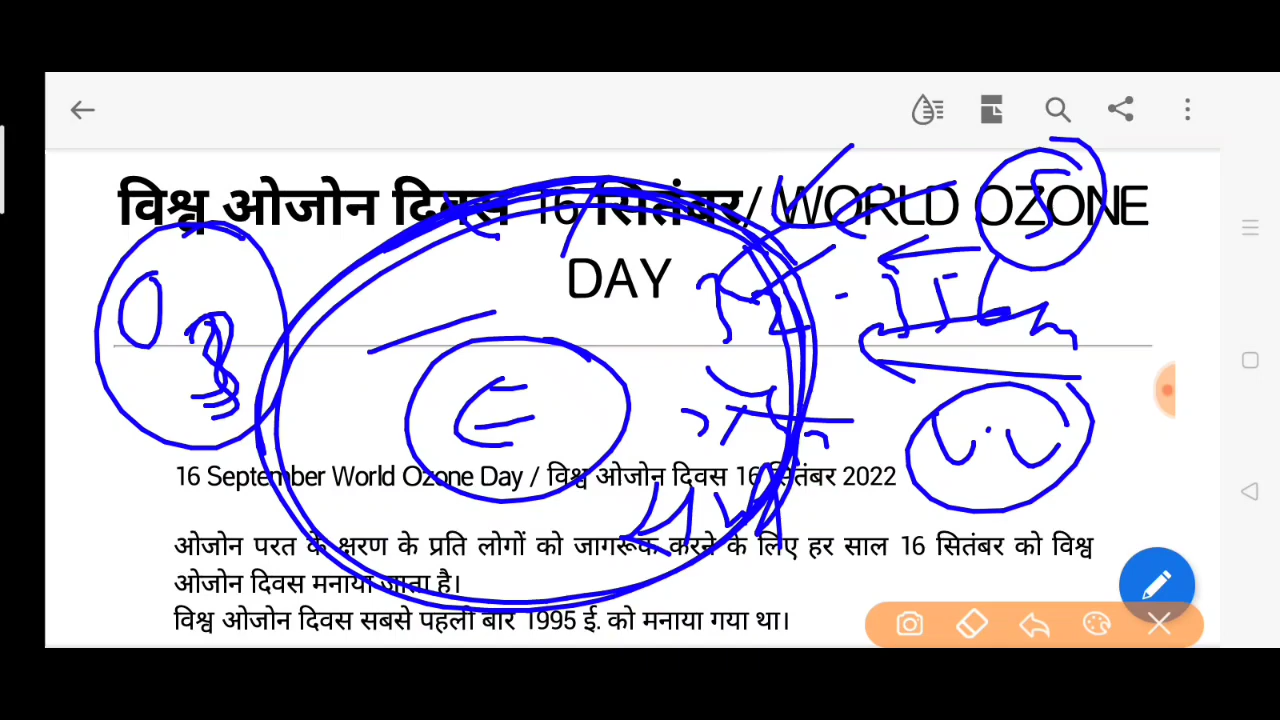 विश्व ओजोन दिवस 16 सितंबर/ WORLD OZONE
DAY
O3
S
E
U.V
16 September World Ozone Day / विश्व ओजोन दिवस 16 सितंबर 2022
ओजोन परत के क्षरण के प्रति लोगों को जागरूक करने के लिए हर साल 16 सितंबर को विश्व
ओजोन दिवस मनाया जाता है।
विश्व ओजोन दिवस सबसे पहली बार 1995 ई. को मनाया गया था।